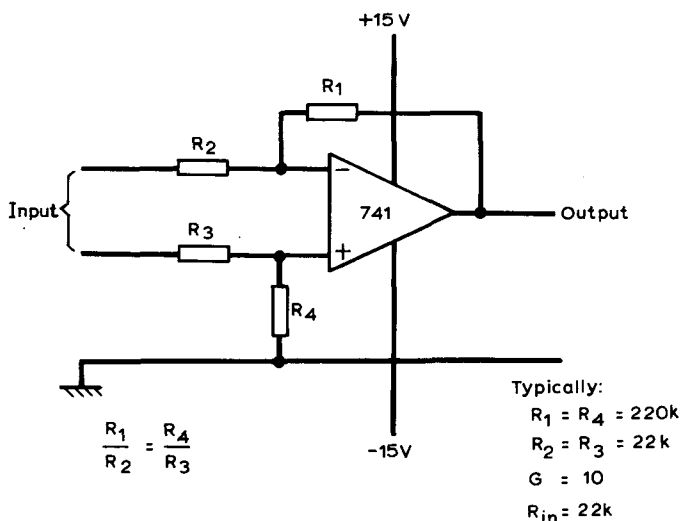 +15V
R1
R2
−
Input
741
Output
R3
+
R4
Typically:
R1 = R4 = 220k
R1/R2 = R4/R3
R2 = R3 = 22k
-15V
G = 10
Rin = 22k